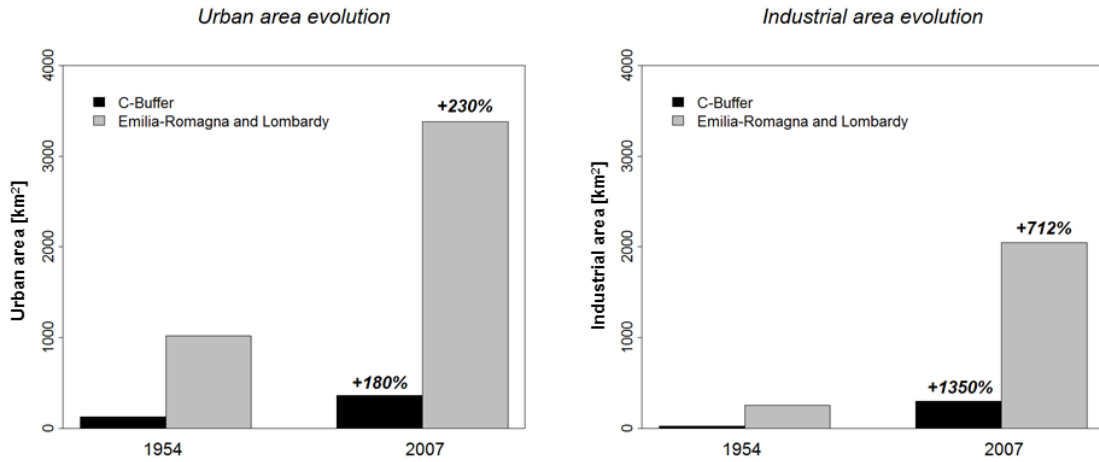 Urban area evolution
Urban area [km²]
4000
3000
2000
1000
0
C-Buffer
Emilia-Romagna and Lombardy
+230%
+180%
1954
2007
Industrial area evolution
Industrial area [km²]
4000
3000
2000
1000
0
C-Buffer
Emilia-Romagna and Lombardy
+712%
+1350%
1954
2007